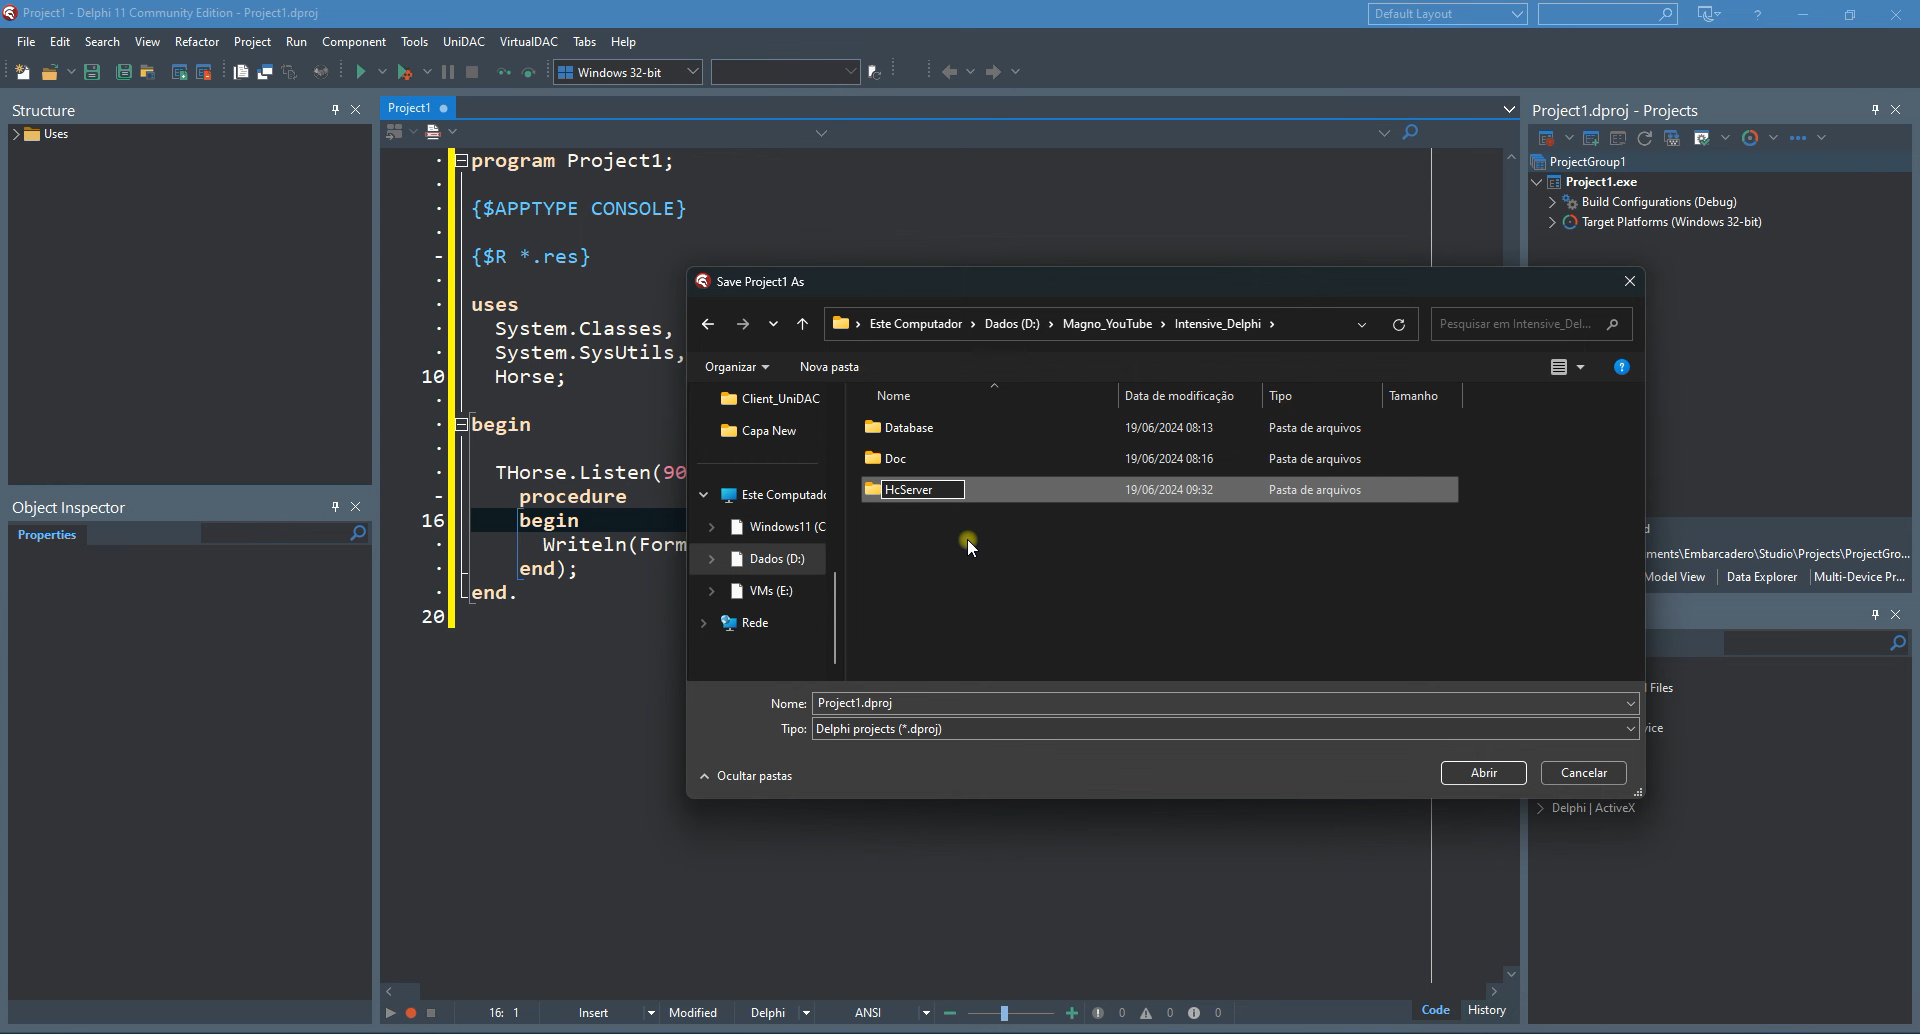 Project1 - Delphi 11 Community Edition - Project1.dproj
Default Layout
File Edit Search View Refactor Project Run Component Tools UniDAC VirtualDAC Tabs Help
Windows 32-bit
Structure
Uses
Object Inspector
Properties
Project1
program Project1;
{$APPTYPE CONSOLE}
{$R *.res}
uses
System.Classes,
System.SysUtils,
10 Horse;
begin
THorse.Listen(90
procedure
16 begin
Writeln(Form
end);
end.
20
Save Project1 As
Este Computador > Dados (D:) > Magno_YouTube > Intensive_Delphi >
Pesquisar em Intensive_Del...
Organizar
Nova pasta
Client_UniDAC
Capa New
Este Computado
Windows11 (C
Dados (D:)
VMs (E:)
Rede
Nome Data de modificação Tipo Tamanho
Database 19/06/2024 08:13 Pasta de arquivos
Doc 19/06/2024 08:16 Pasta de arquivos
HcServer 19/06/2024 09:32 Pasta de arquivos
Nome: Project1.dproj
Tipo: Delphi projects (*.dproj)
Ocultar pastas
Abrir
Cancelar
Project1.dproj - Projects
ProjectGroup1
Project1.exe
Build Configurations (Debug)
Target Platforms (Windows 32-bit)
ments\Embarcadero\Studio\Projects\ProjectGro...
Model View
Data Explorer
Multi-Device Pr...
Files
ice
Delphi | ActiveX
16: 1
Insert
Modified
Delphi
ANSI
0 0 0
Code
History